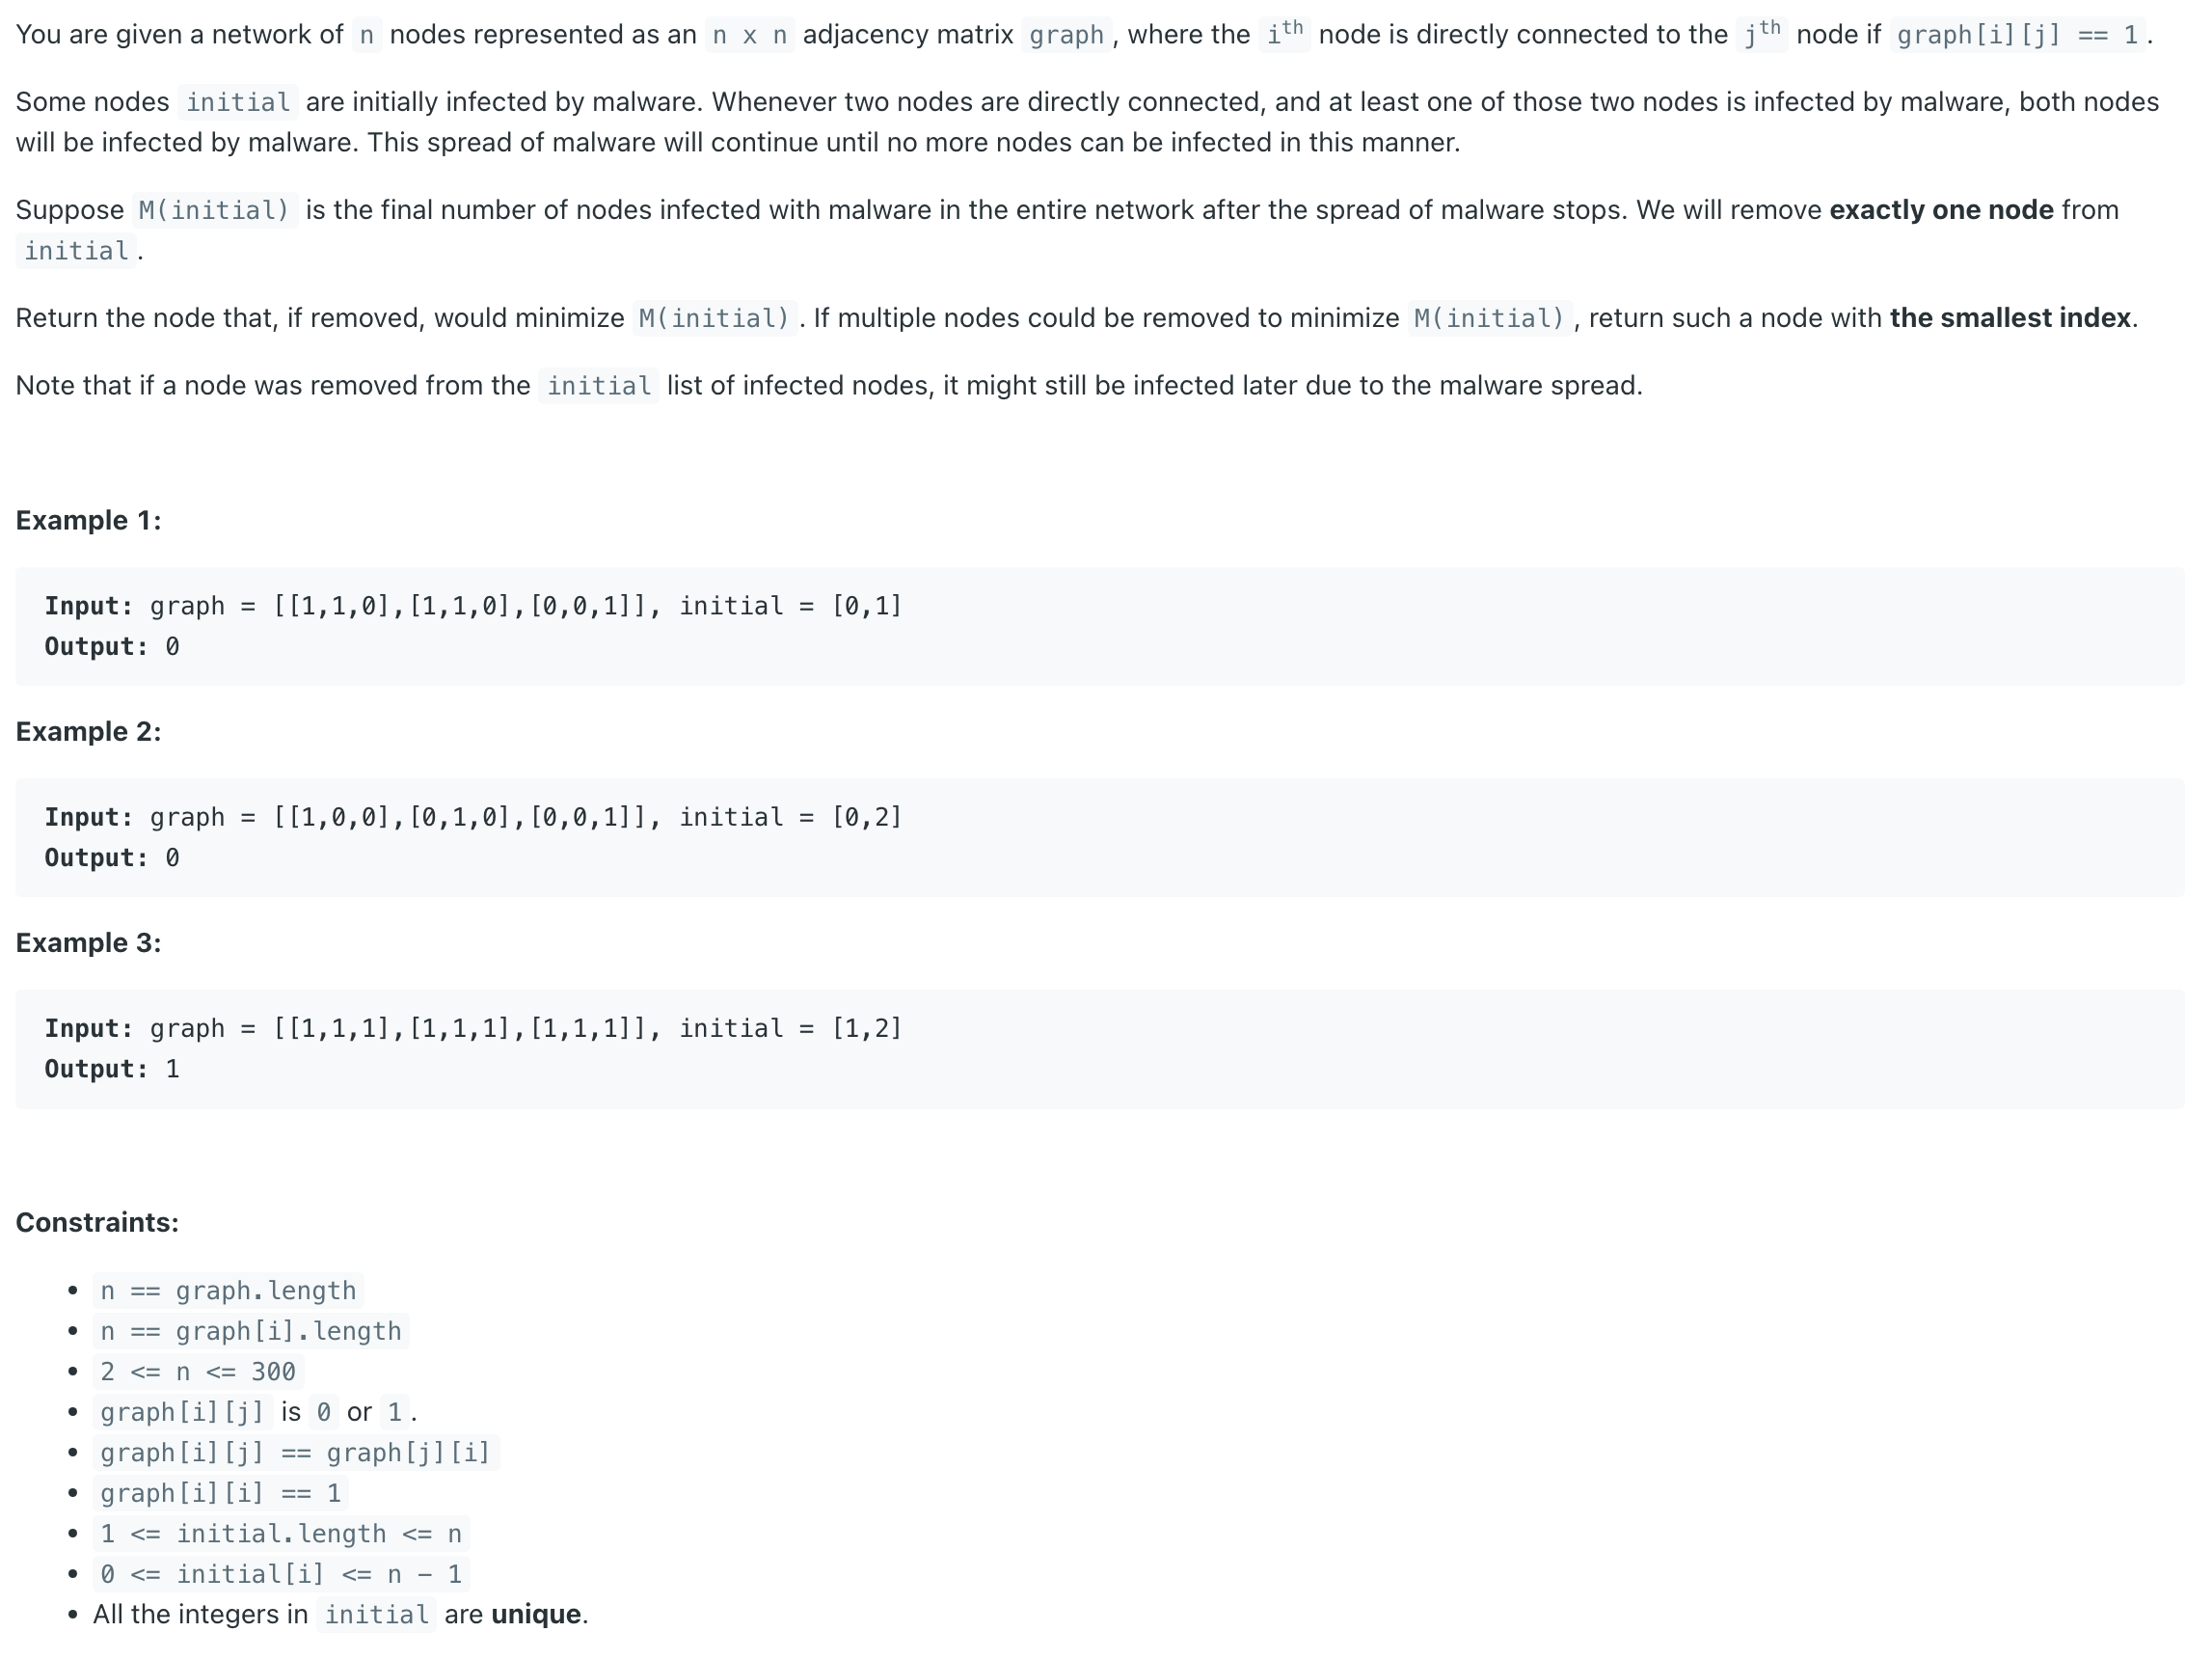 You are given a network of n nodes represented as an n x n adjacency matrix graph, where the ith node is directly connected to the jth node if graph[i][j] == 1.
Some nodes initial are initially infected by malware. Whenever two nodes are directly connected, and at least one of those two nodes is infected by malware, both nodes
will be infected by malware. This spread of malware will continue until no more nodes can be infected in this manner.
Suppose M(initial) is the final number of nodes infected with malware in the entire network after the spread of malware stops. We will remove exactly one node from
initial.
Return the node that, if removed, would minimize M(initial). If multiple nodes could be removed to minimize M(initial), return such a node with the smallest index.
Note that if a node was removed from the initial list of infected nodes, it might still be infected later due to the malware spread.
Example 1:
Input: graph = [[1,1,0],[1,1,0],[0,0,1]], initial = [0,1]
Output: 0
Example 2:
Input: graph = [[1,0,0],[0,1,0],[0,0,1]], initial = [0,2]
Output: 0
Example 3:
Input: graph = [[1,1,1],[1,1,1],[1,1,1]], initial = [1,2]
Output: 1
Constraints:
• n == graph.length
• n == graph[i].length
• 2 <= n <= 300
• graph[i][j] is 0 or 1.
• graph[i][j] == graph[j][i]
• graph[i][i] == 1
• 1 <= initial.length <= n
• 0 <= initial[i] <= n - 1
• All the integers in initial are unique.